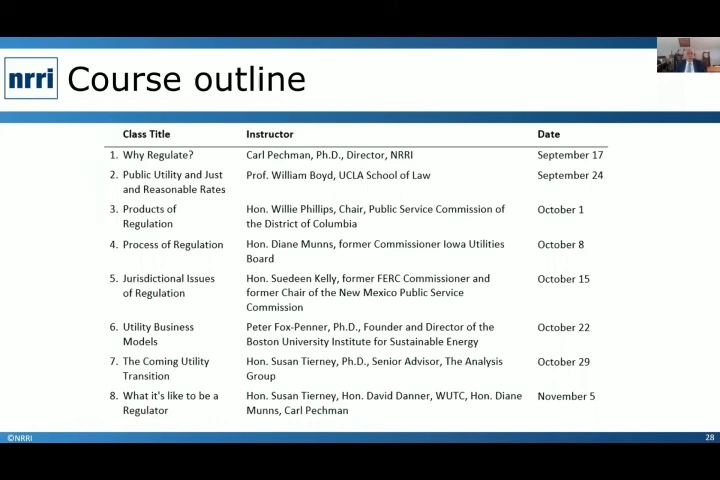 nrri Course outline
Class Title Instructor Date
1. Why Regulate? Carl Pechman, Ph.D., Director, NRRI September 17
2. Public Utility and Just Prof. William Boyd, UCLA School of Law September 24
and Reasonable Rates
3. Products of Hon. Willie Phillips, Chair, Public Service Commission of October 1
Regulation the District of Columbia
4. Process of Regulation Hon. Diane Munns, former Commissioner Iowa Utilities October 8
Board
5. Jurisdictional Issues Hon. Suedeen Kelly, former FERC Commissioner and October 15
of Regulation former Chair of the New Mexico Public Service
Commission
6. Utility Business Peter Fox-Penner, Ph.D., Founder and Director of the October 22
Models Boston University Institute for Sustainable Energy
7. The Coming Utility Hon. Susan Tierney, Ph.D., Senior Advisor, The Analysis October 29
Transition Group
8. What it's like to be a Hon. Susan Tierney, Hon. David Danner, WUTC, Hon. Diane November 5
Regulator Munns, Carl Pechman
©NRRI 28